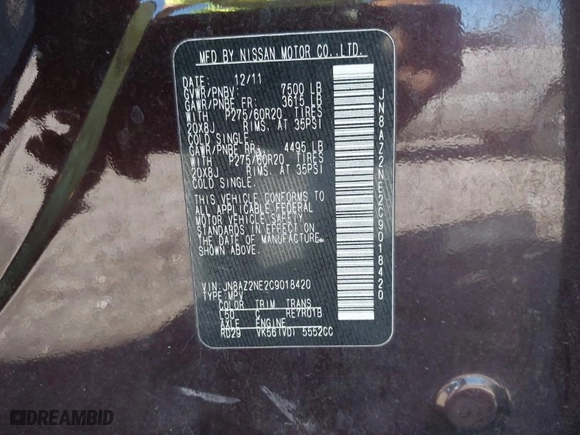 MFD BY NISSAN MOTOR CO.,LTD.
DATE: 12/11
GVWR/PNBV: 7500 LB
GAWR/PNBE FR: 3615 LB
WITH P275/60R20 TIRES
20X8J RIMS, AT 35PSI
COLD SINGLE.
GAWR/PNBE RR: 4495 LB
WITH P275/60R20 TIRES
20X8J RIMS, AT 35PSI
COLD SINGLE.
THIS VEHICLE CONFORMS TO
ALL APPLICABLE FEDERAL
MOTOR VEHICLE SAFETY
STANDARDS IN EFFECT ON
THE DATE OF MANUFACTURE
SHOWN ABOVE.
VIN: JN8AZ2NE2C9018420
TYPE: MPV
COLOR TRIM TRANS
C RE7R01B
AXLE ENGINE
RD29 VK56(VD) 5552CC
JN8AZ2NE2C9018420
DREAMBID